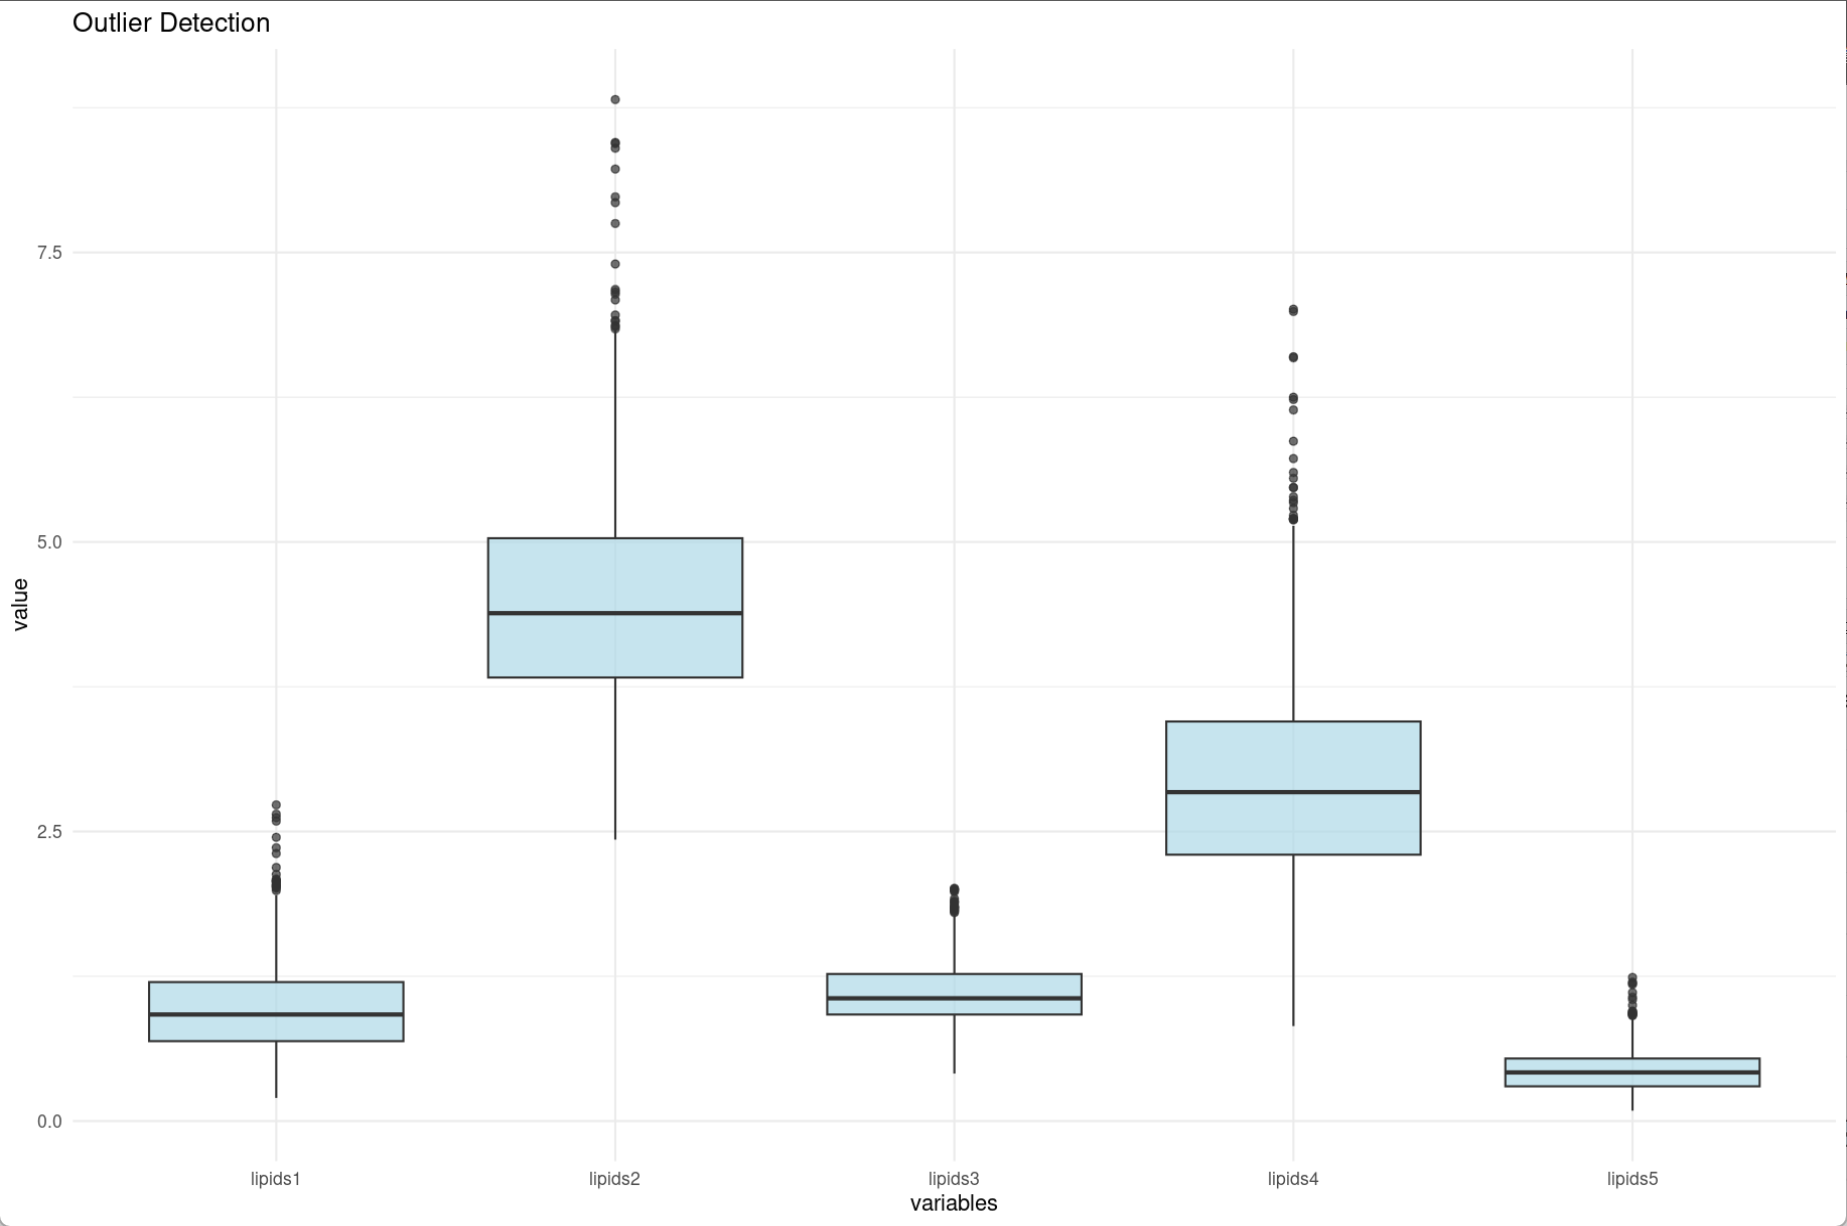 Outlier Detection
7.5
5.0
2.5
0.0
value
lipids1
lipids2
lipids3
lipids4
lipids5
variables